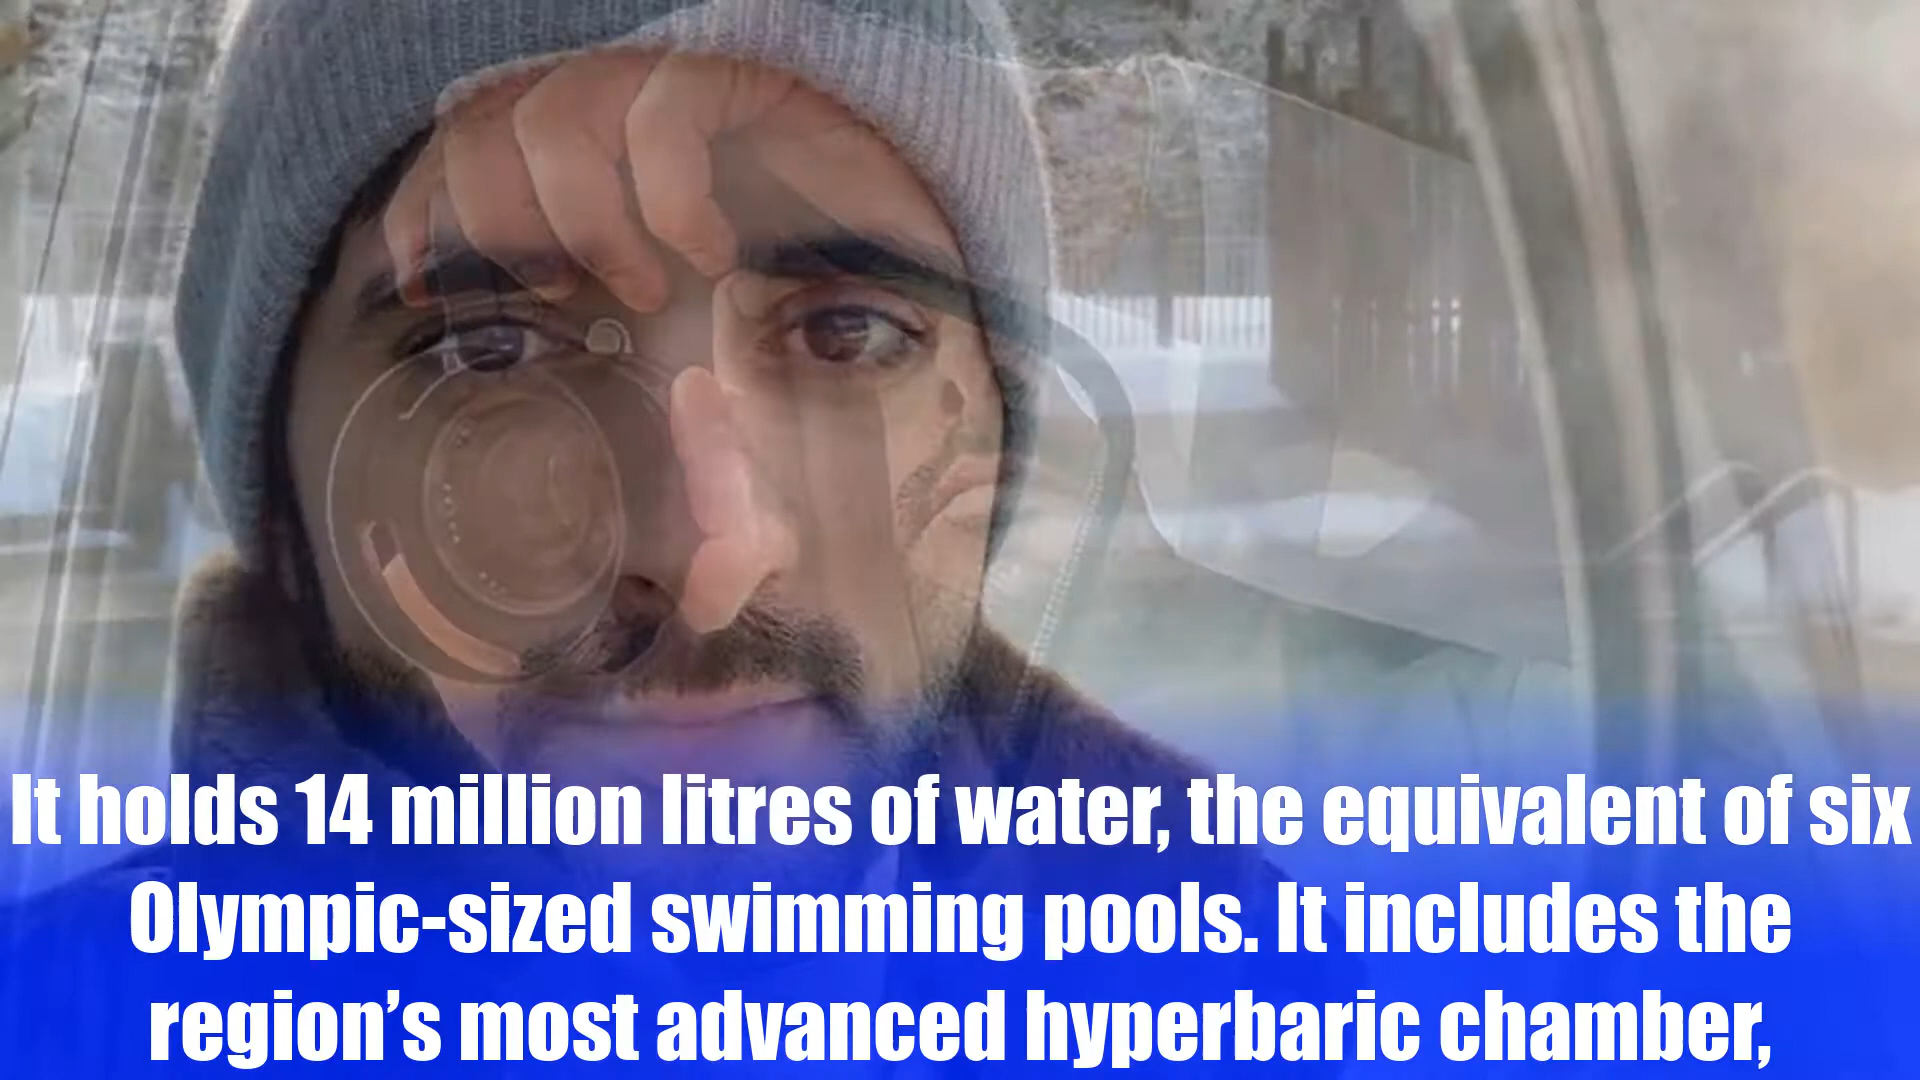 It holds 14 million litres of water, the equivalent of six
Olympic-sized swimming pools. It includes the
region’s most advanced hyperbaric chamber,